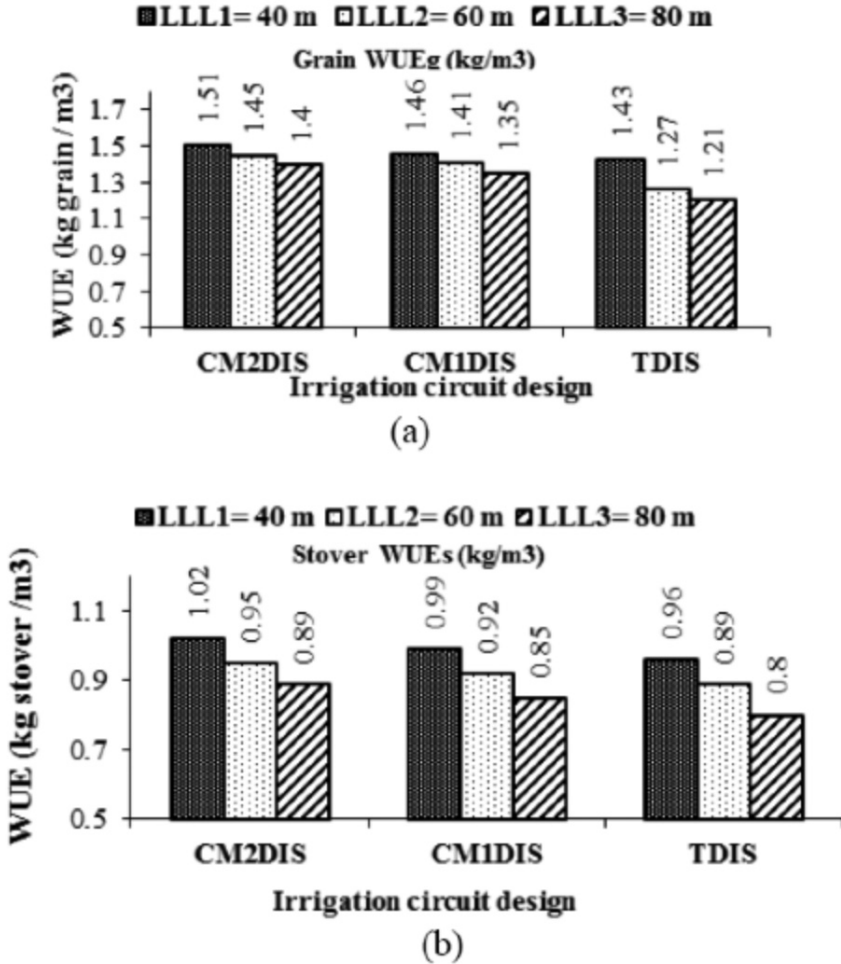 LLL1= 40 m LLL2= 60 m LLL3= 80 m
Grain WUEg (kg/m3)
WUE (kg grain / m3)
1.7
1.5
1.3
1.1
0.9
0.7
0.5
1.51 1.45 1.4 1.46 1.41 1.35 1.43 1.27 1.21
CM2DIS CM1DIS TDIS
Irrigation circuit design
(a)
LLL1= 40 m LLL2= 60 m LLL3= 80 m
Stover WUEs (kg/m3)
WUE (kg stover /m3)
1.1
0.9
0.7
0.5
1.02 0.95 0.89 0.99 0.92 0.85 0.96 0.89 0.8
CM2DIS CM1DIS TDIS
Irrigation circuit design
(b)